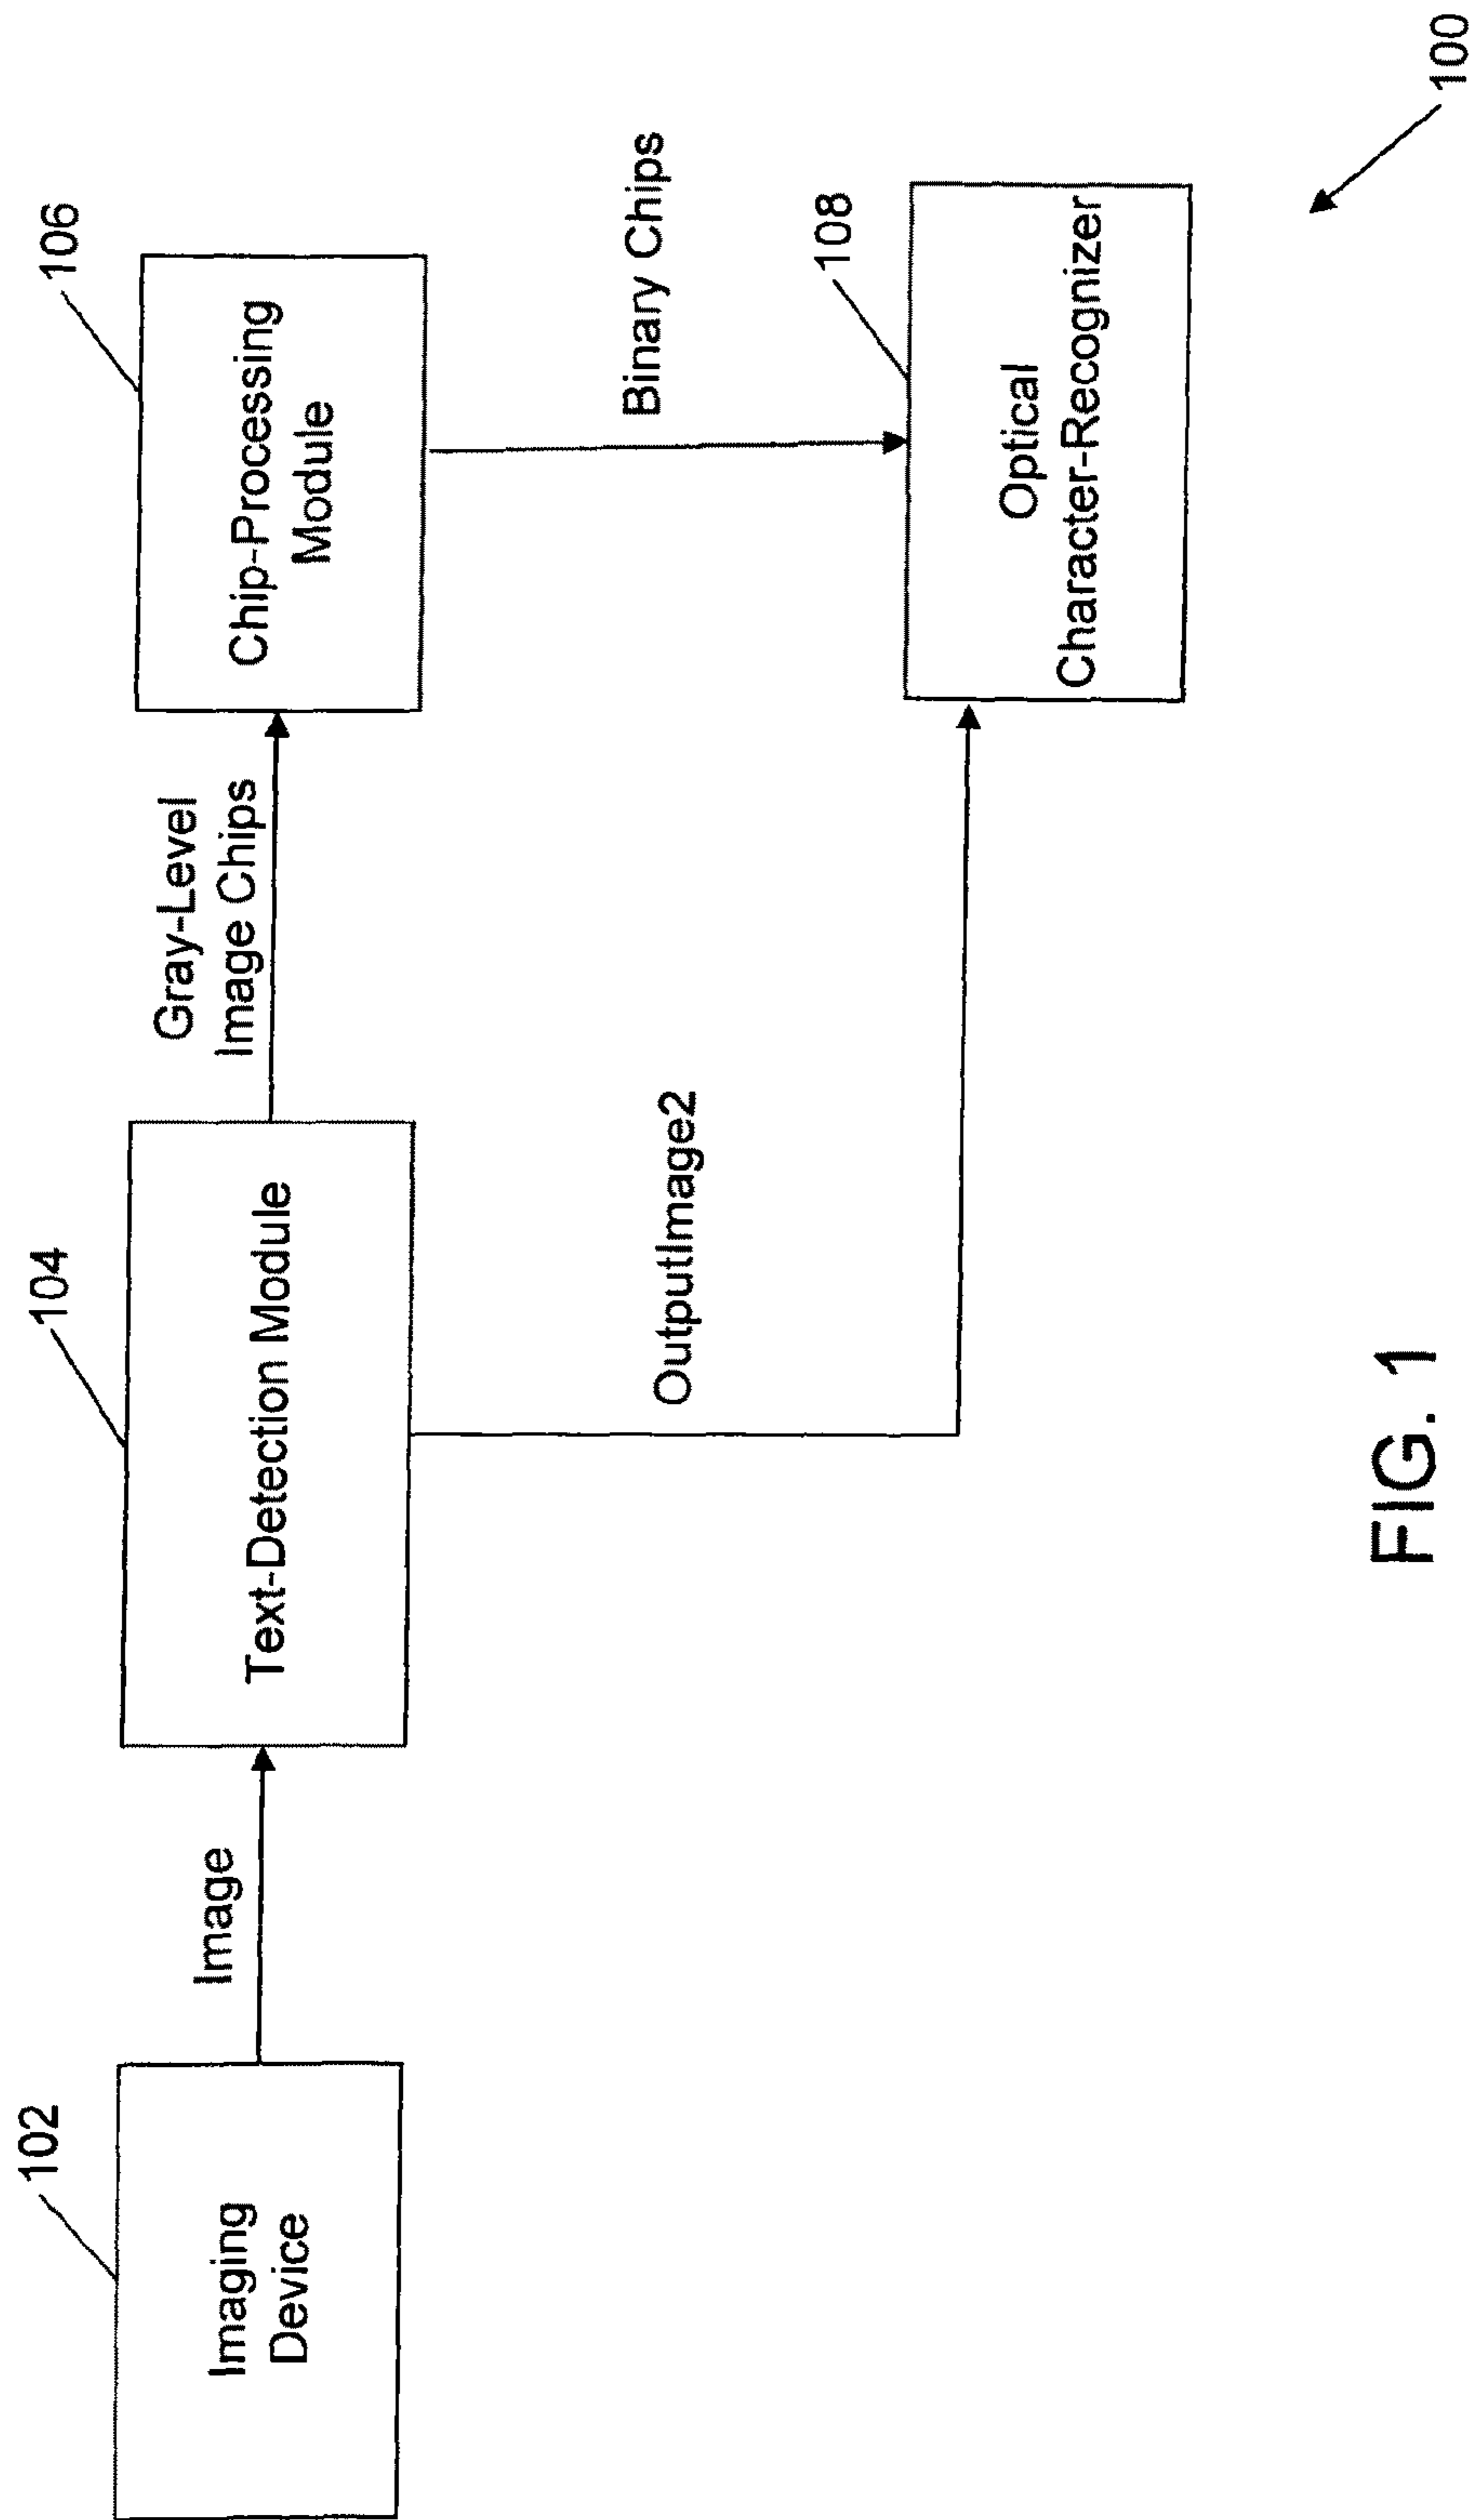 102
Imaging
Device
Image
104
Text-Detection Module
Gray-Level
Image Chips
106
Chip-Processing
Module
OutputImage2
Binary Chips
108
Optical
Character-Recognizer
100
FIG. 1